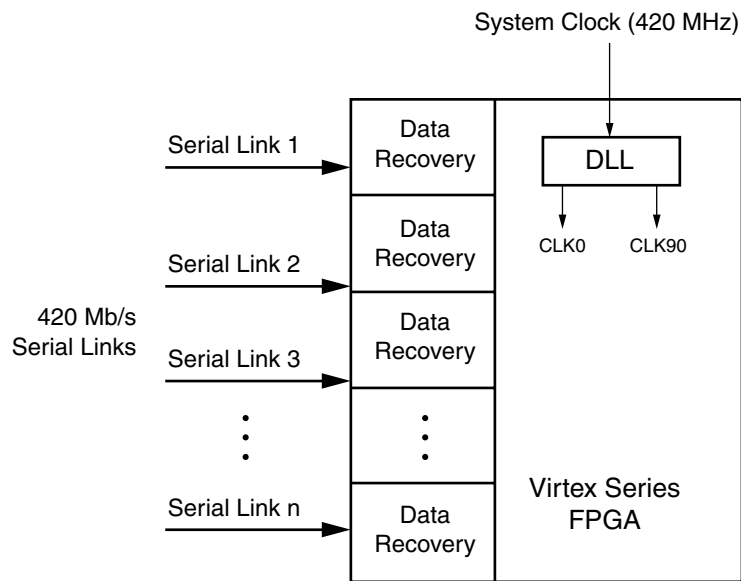 System Clock (420 MHz)
Data
Recovery
Serial Link 1
DLL
CLK0
CLK90
Data
Recovery
Serial Link 2
420 Mb/s
Serial Links
Data
Recovery
Serial Link 3
Serial Link n
Data
Recovery
Virtex Series
FPGA